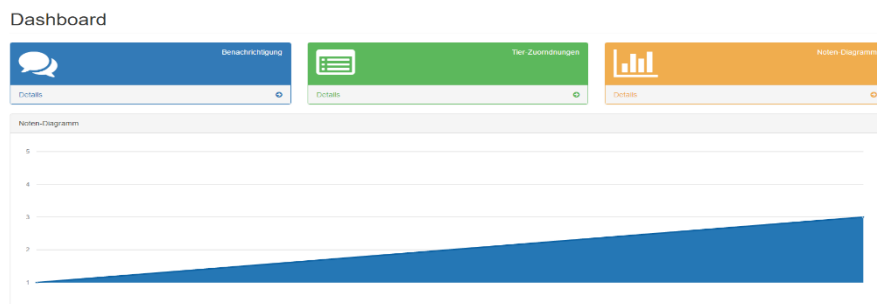 Dashboard
Benachrichtigung
Tier-Zuordnungen
Noten-Diagramm
Details
Details
Details
Noten-Diagramm
5
4
3
2
1